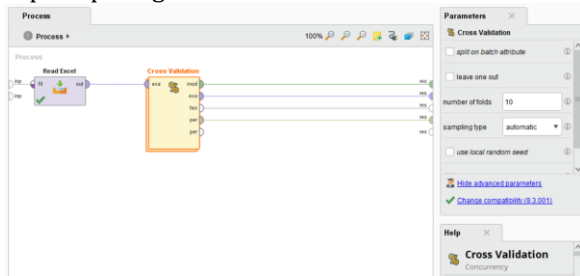 Process
Process
100%
Process
Read Excel
Cross Validation
inp
inp
fil
out
exa
mod
exa
tes
per
per
res
res
res
res
res
Parameters
Cross Validation
split on batch attribute
leave one out
number of folds
10
sampling type
automatic
use local random seed
Hide advanced parameters
Change compatibility (9.3.001)
Help
Cross Validation
Concurrency